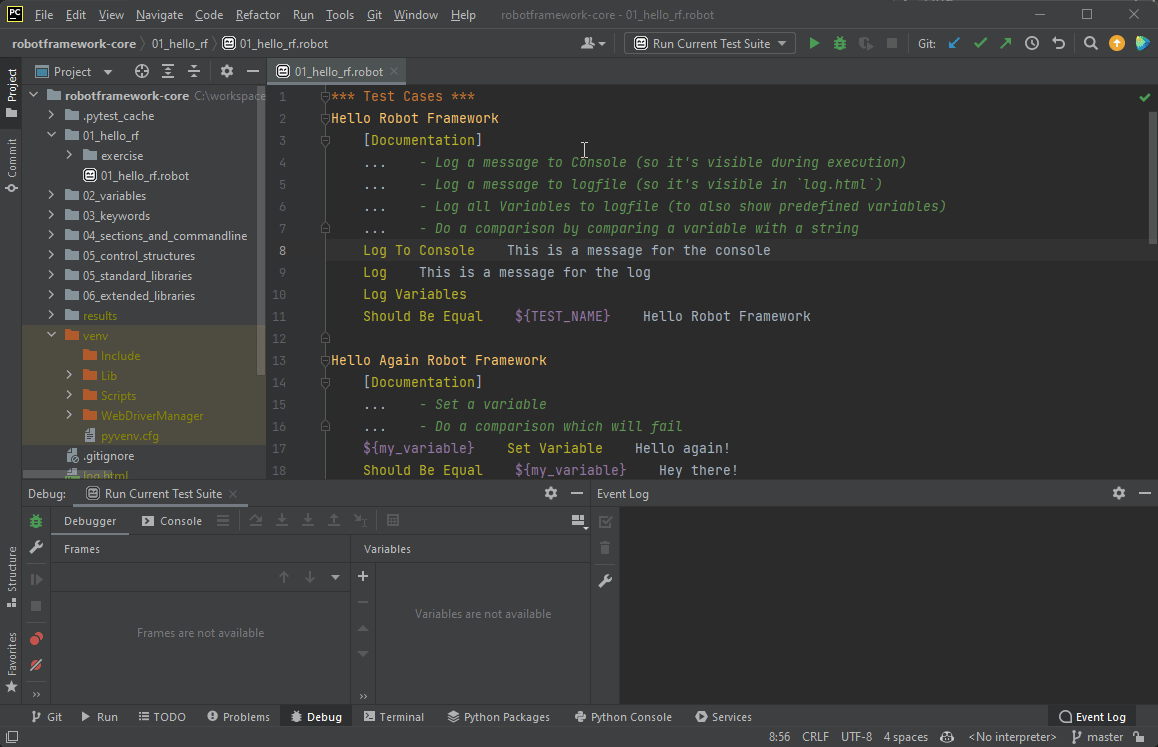 PC File Edit View Navigate Code Refactor Run Tools Git Window Help robotframework-core - 01_hello_rf.robot
robotframework-core 01_hello_rf 01_hello_rf.robot Run Current Test Suite Git:
Project 01_hello_rf.robot
Project
Commit
Structure
Favorites
robotframework-core C:\workspace
.pytest_cache
01_hello_rf
exercise
01_hello_rf.robot
02_variables
03_keywords
04_sections_and_commandline
05_control_structures
05_standard_libraries
06_extended_libraries
results
venv
Include
Lib
Scripts
WebDriverManager
pyvenv.cfg
.gitignore
log.html
1 *** Test Cases ***
2 Hello Robot Framework
3 [Documentation]
4 ... - Log a message to Console (so it's visible during execution)
5 ... - Log a message to logfile (so it's visible in `log.html`)
6 ... - Log all Variables to logfile (to also show predefined variables)
7 ... - Do a comparison by comparing a variable with a string
8 Log To Console This is a message for the console
9 Log This is a message for the log
10 Log Variables
11 Should Be Equal ${TEST_NAME} Hello Robot Framework
12
13 Hello Again Robot Framework
14 [Documentation]
15 ... - Set a variable
16 ... - Do a comparison which will fail
17 ${my_variable} Set Variable Hello again!
18 Should Be Equal ${my_variable} Hey there!
Debug: Run Current Test Suite
Event Log
Debugger Console
Frames
Variables
Frames are not available
Variables are not available
Git Run TODO Problems Debug Terminal Python Packages Python Console Services Event Log
8:56 CRLF UTF-8 4 spaces <No interpreter> master